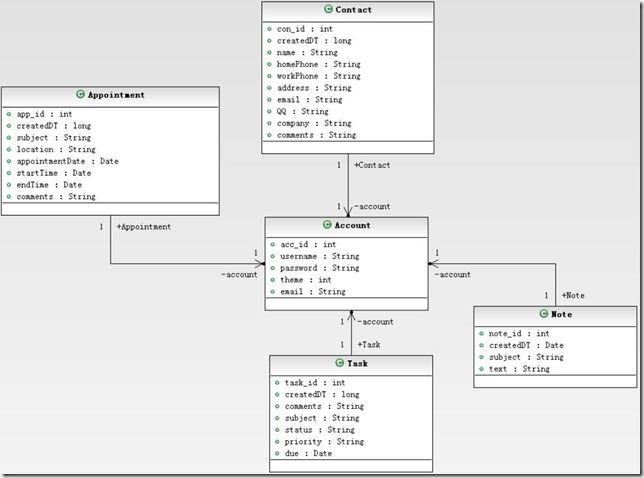 Contact
con_id : int
createdDT : long
name : String
homePhone : String
workPhone : String
address : String
email : String
QQ : String
company : String
comments : String
Appointment
app_id : int
createdDT : long
subject : String
location : String
appointmentDate : Date
startTime : Date
endTime : Date
comments : String
1 +Contact
1 -account
1 +Appointment
1
-account
Account
acc_id : int
username : String
password : String
theme : int
email : String
1
-account
1 +Note
Note
note_id : int
createdDT : Date
subject : String
text : String
1 -account
1 +Task
Task
task_id : int
createdDT : long
comments : String
subject : String
status : String
priority : String
due : Date